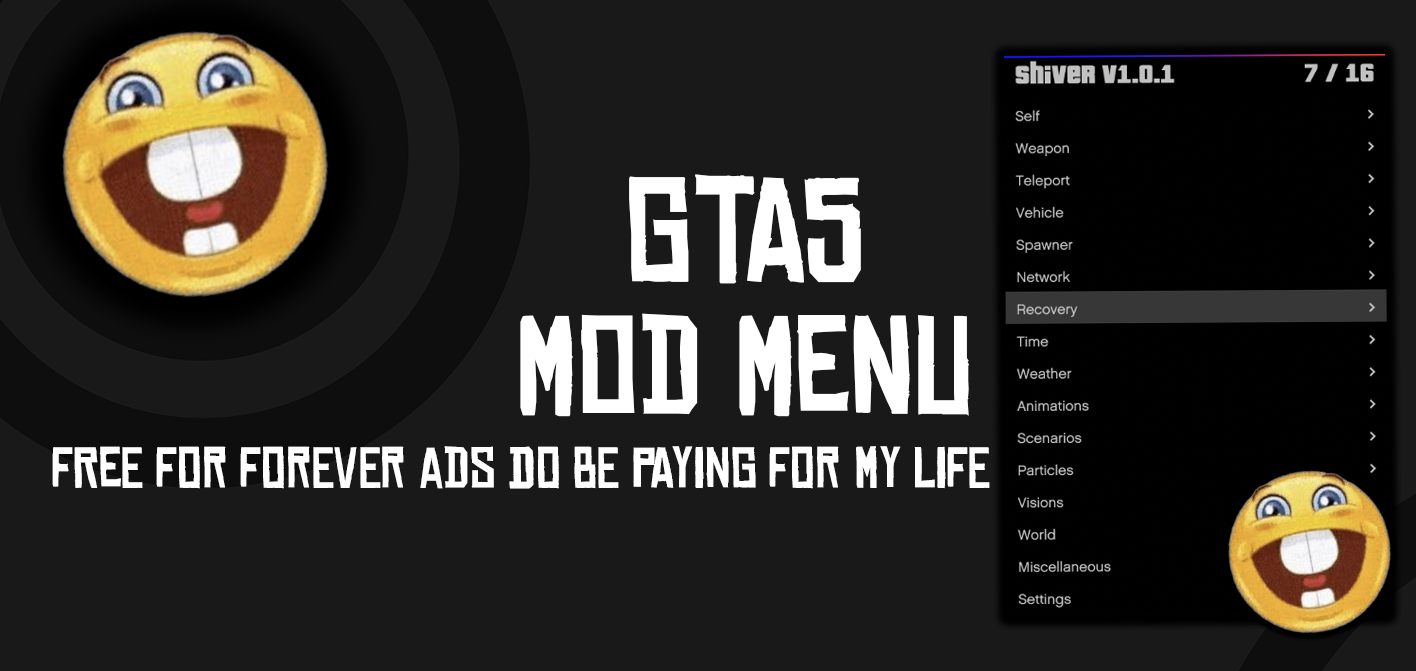 GTA5
MOD MENU
FREE FOR FOREVER ADS DO BE PAYING FOR MY LIFE
shiver V1.0.1 7 / 16
Self
Weapon
Teleport
Vehicle
Spawner
Network
Recovery
Time
Weather
Animations
Scenarios
Particles
Visions
World
Miscellaneous
Settings